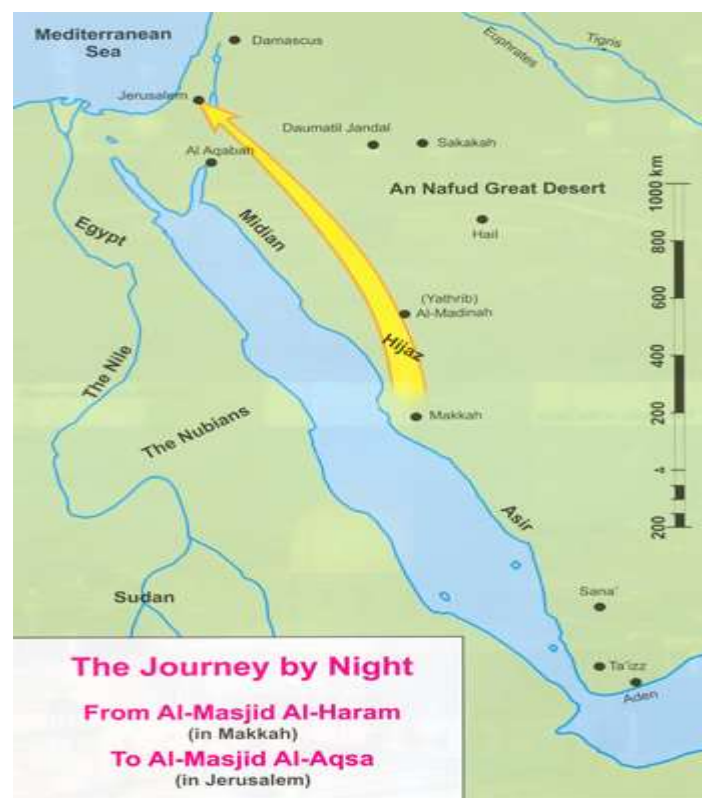 Mediterranean
Sea
Damascus
Euphrates
Tigris
Jerusalem
Daumatil Jandal
Sakakah
Al Aqabah
An Nafud Great Desert
Hail
Egypt
Midian
(Yathrib)
Al-Madinah
Hijaz
The Nile
Makkah
The Nubians
Asir
Sudan
Sana'
Ta'izz
Aden
1000 km
800
600
400
200
4
200
The Journey by Night
From Al-Masjid Al-Haram
(in Makkah)
To Al-Masjid Al-Aqsa
(in Jerusalem)